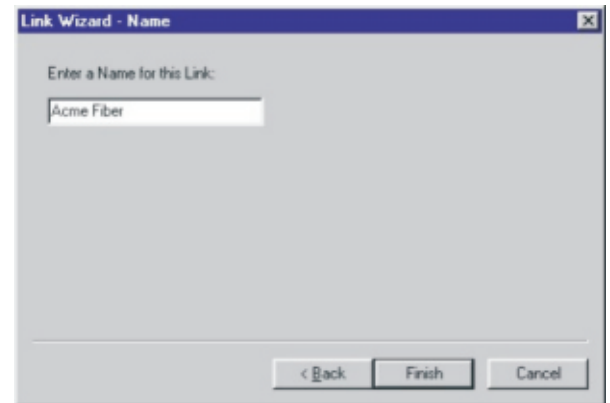 Link Wizard - Name
Enter a Name for this Link:
Acme Fiber
< Back
Finish
Cancel